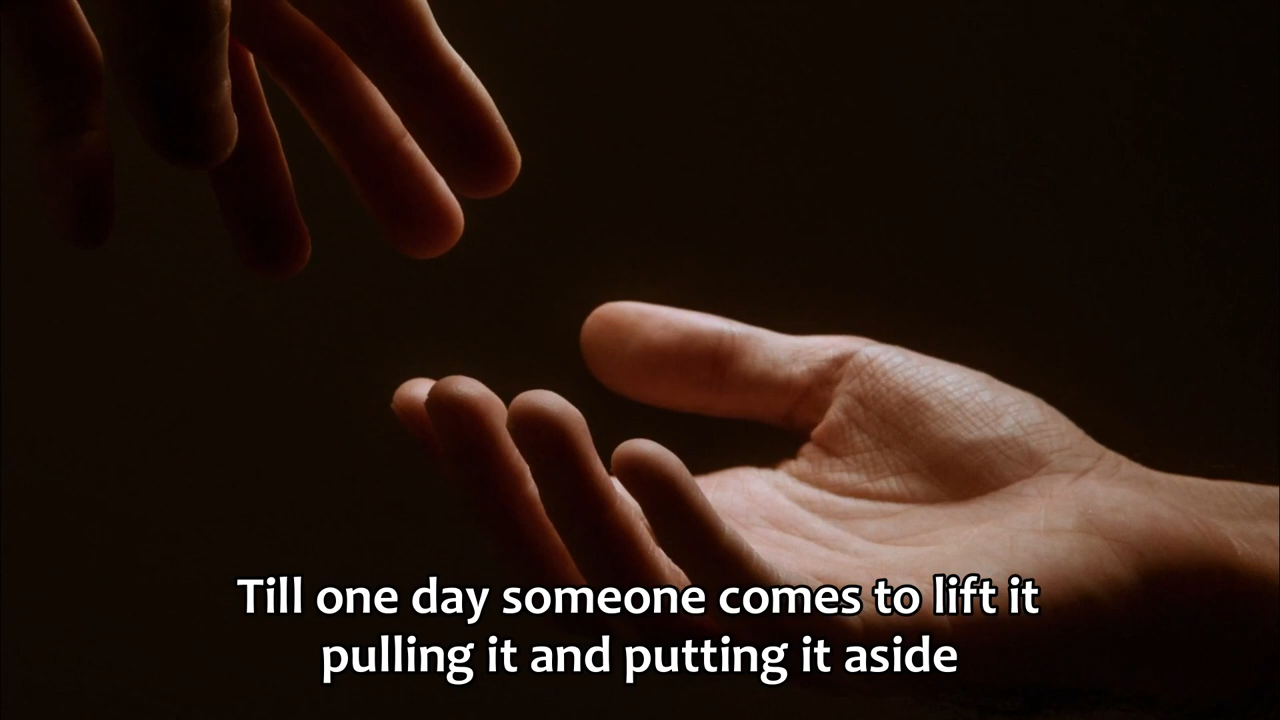 Till one day someone comes to lift it
pulling it and putting it aside